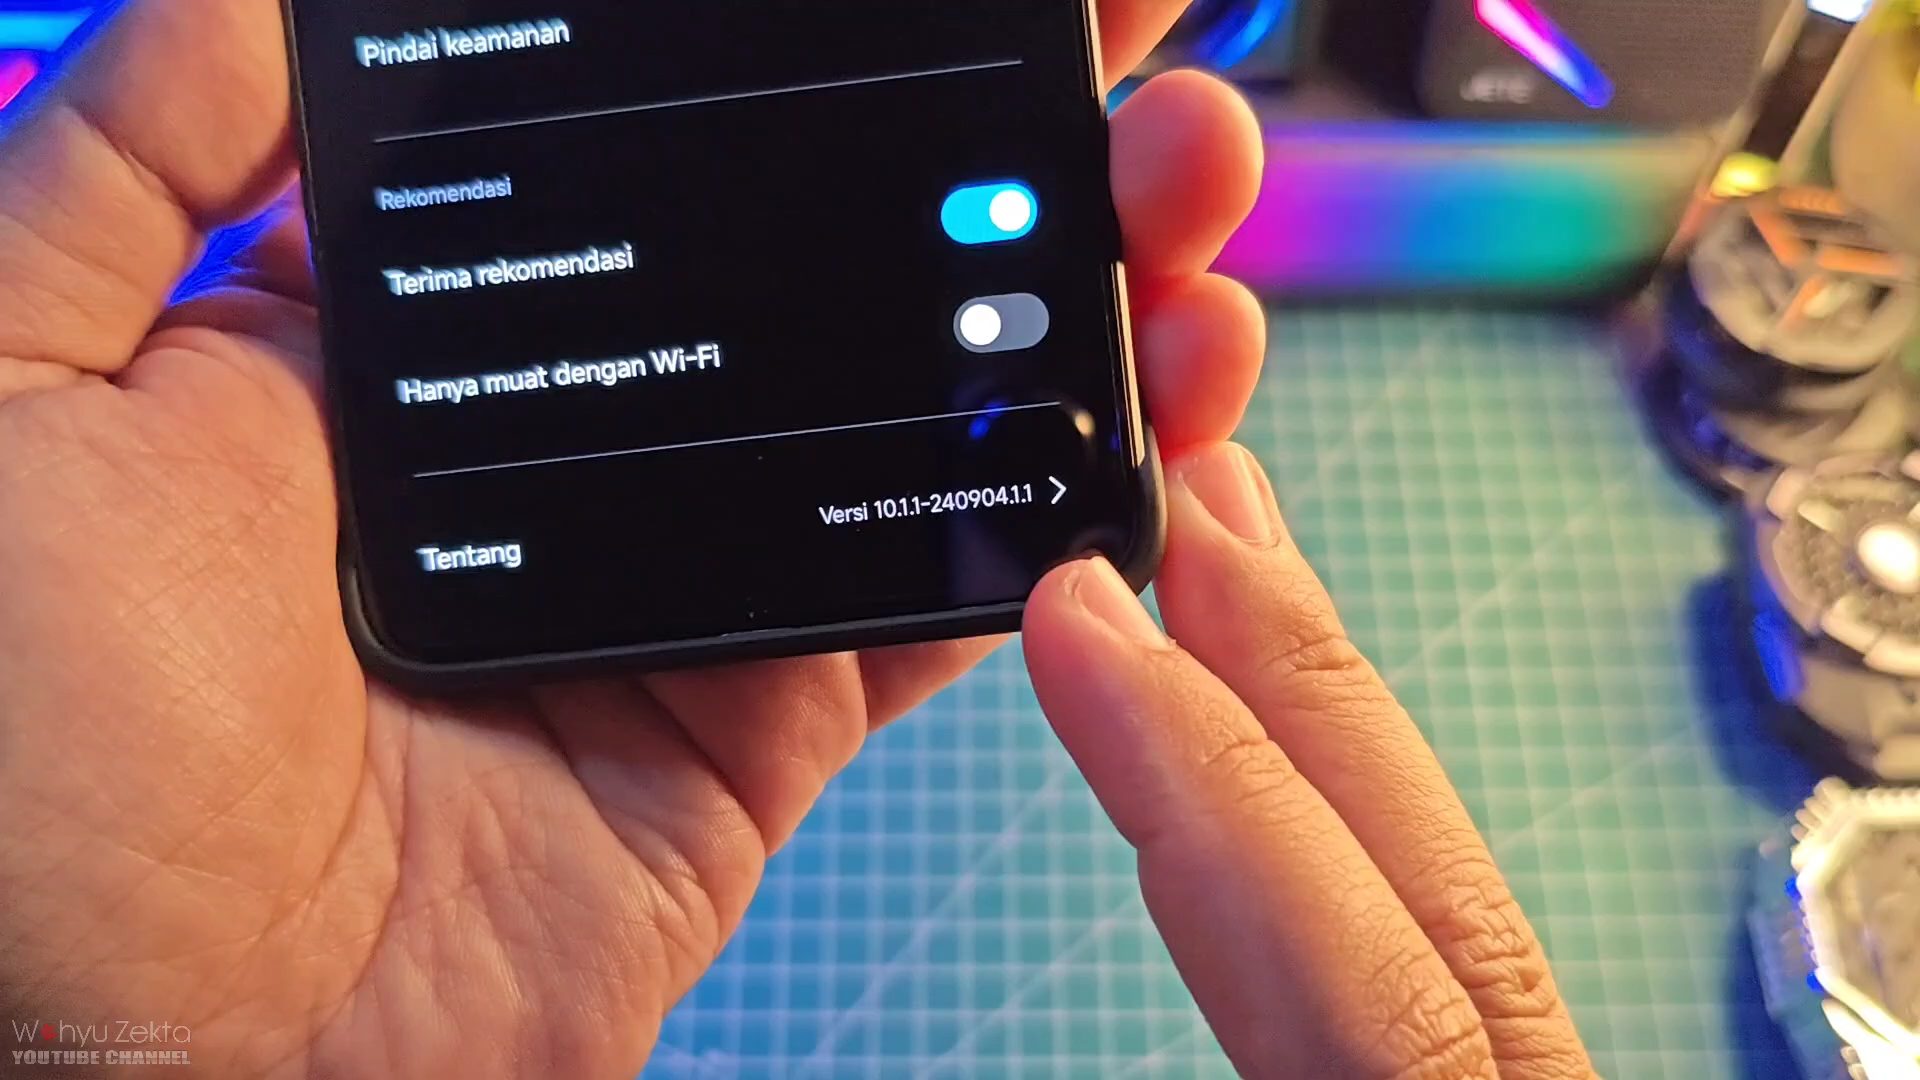 Pindai keamanan
Rekomendasi
Terima rekomendasi
Hanya muat dengan Wi-Fi
Versi 10.1.1-240904.1.1
Tentang
JETE
Wahyu Zekta
YOUTUBE CHANNEL